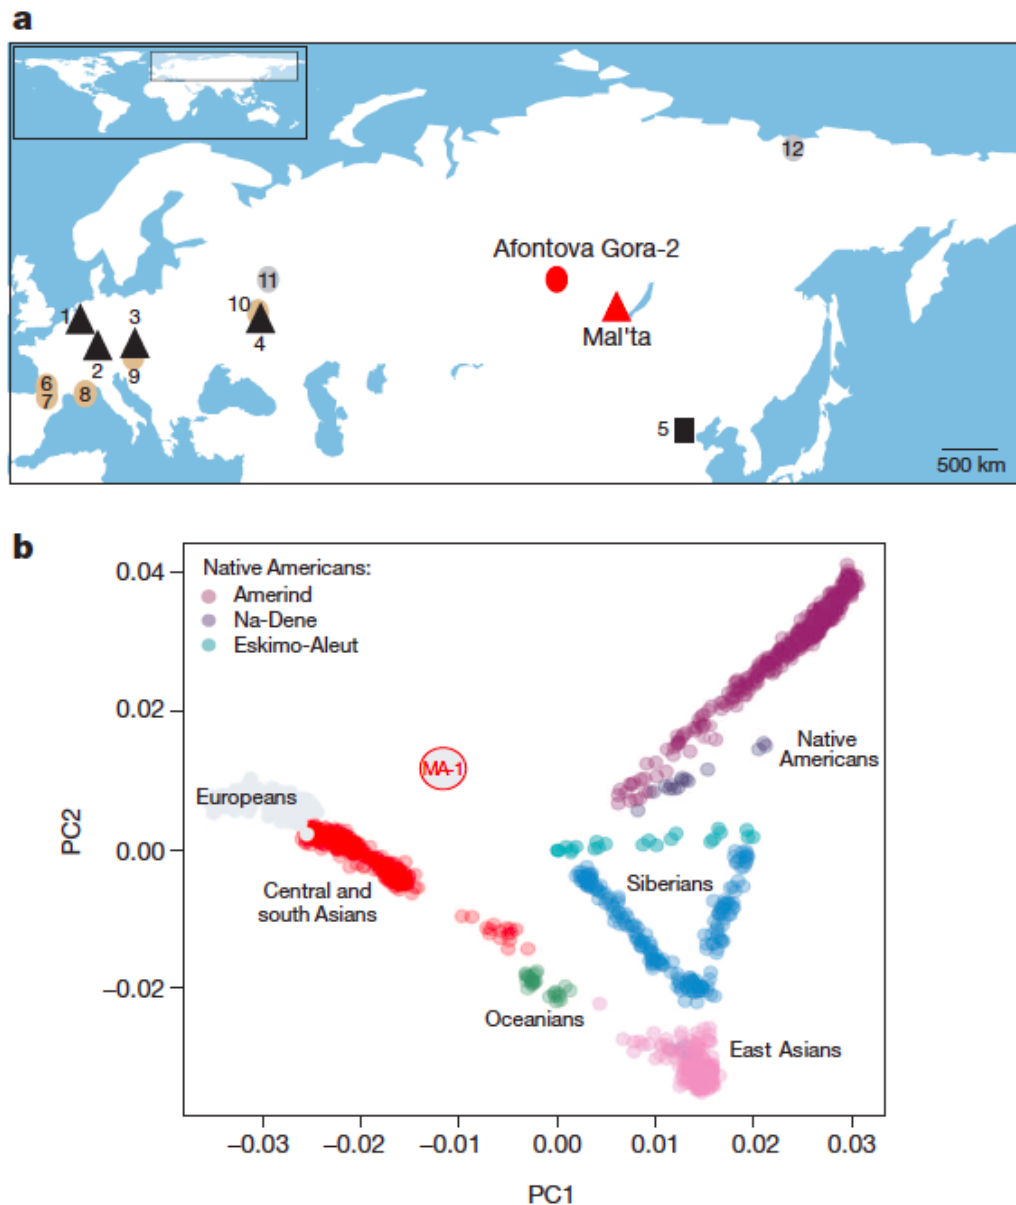 a
12
Afontova Gora-2
11
10
1
3
Mal'ta
4
2
9
6
8
7
5
500 km
b
0.04
Native Americans:
Amerind
Na-Dene
Eskimo-Aleut
0.02
Native
Americans
MA-1
Europeans
PC2
0.00
Siberians
Central and
south Asians
−0.02
Oceanians
East Asians
−0.03
−0.02
−0.01
0.00
0.01
0.02
0.03
PC1